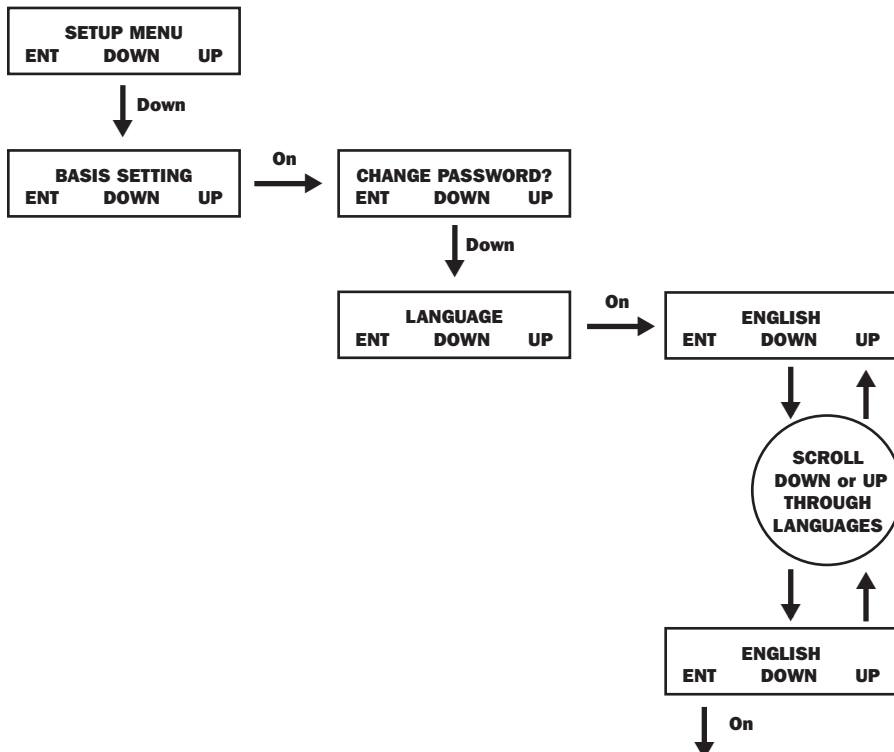 SETUP MENU
ENT DOWN UP
Down
BASIS SETTING
ENT DOWN UP
On
CHANGE PASSWORD?
ENT DOWN UP
Down
LANGUAGE
ENT DOWN UP
On
ENGLISH
ENT DOWN UP
SCROLL
DOWN or UP
THROUGH
LANGUAGES
ENGLISH
ENT DOWN UP
On